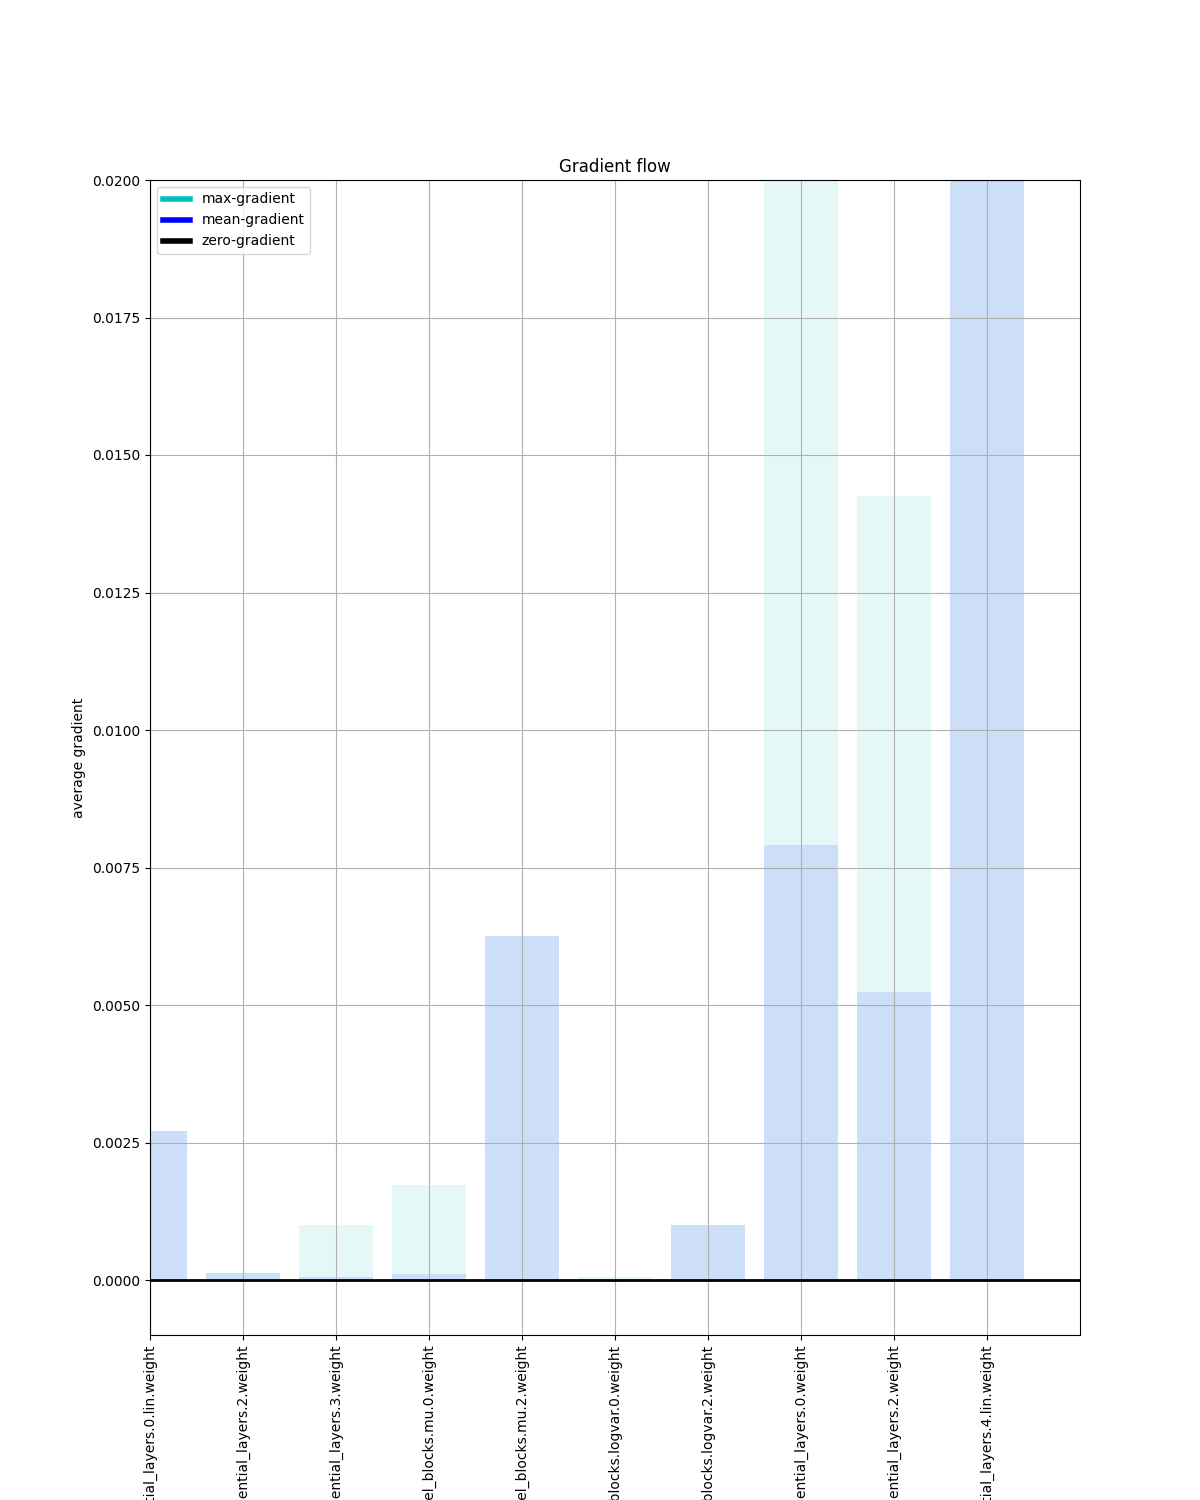 Gradient flow
max-gradient
mean-gradient
zero-gradient
0.0200
0.0175
0.0150
0.0125
0.0100
0.0075
0.0050
0.0025
0.0000
average gradient
tial_layers.0.lin.weight
ential_layers.2.weight
ential_layers.3.weight
el_blocks.mu.0.weight
el_blocks.mu.2.weight
blocks.logvar.0.weight
blocks.logvar.2.weight
ential_layers.0.weight
ential_layers.2.weight
cial_layers.4.lin.weight